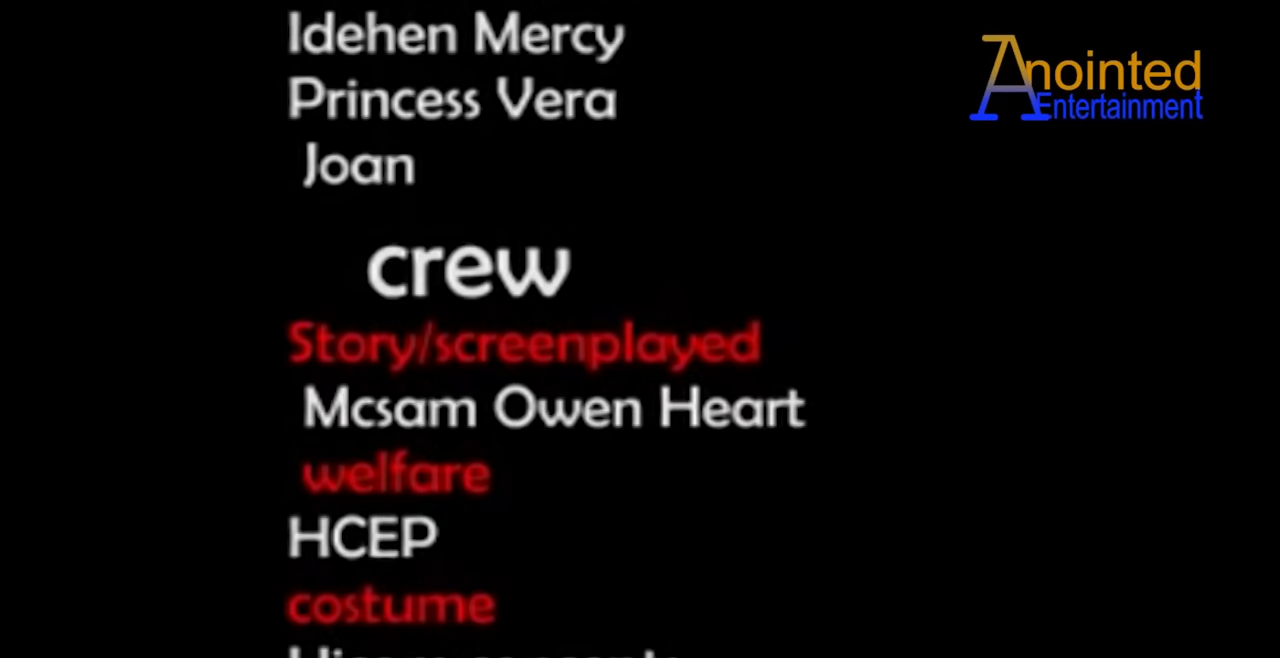 Idehen Mercy
Princess Vera
Joan
Anointed
Entertainment
crew
Story/screenplayed
Mcsam Owen Heart
welfare
HCEP
costume